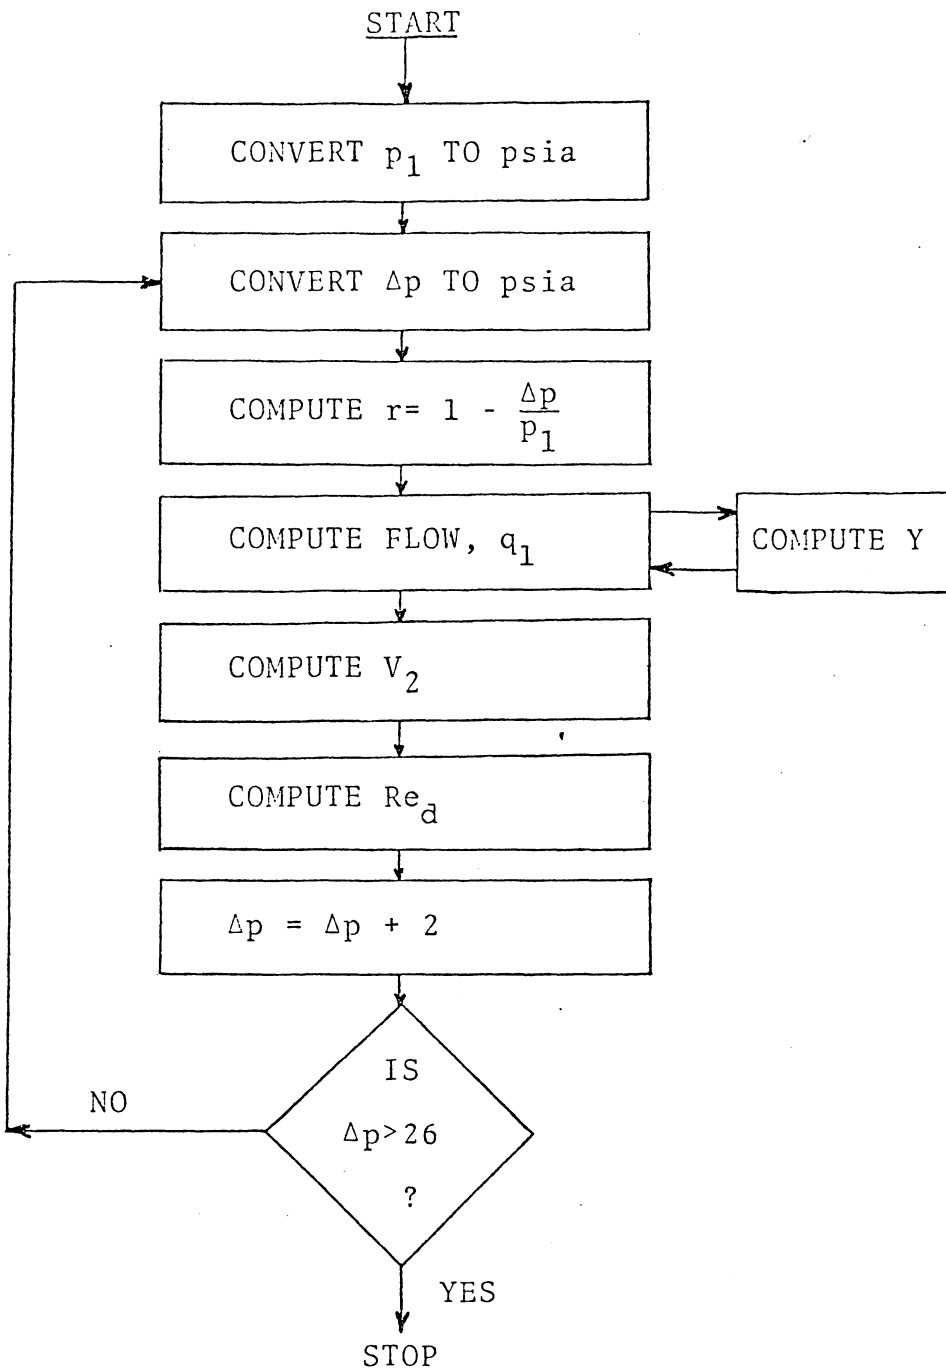 START
CONVERT p₁ TO psia
CONVERT Δp TO psia
COMPUTE r= 1 - Δp/p₁
COMPUTE FLOW, q₁
COMPUTE Y
COMPUTE V₂
COMPUTE Re_d
Δp = Δp + 2
IS
Δp>26
?
NO
YES
STOP